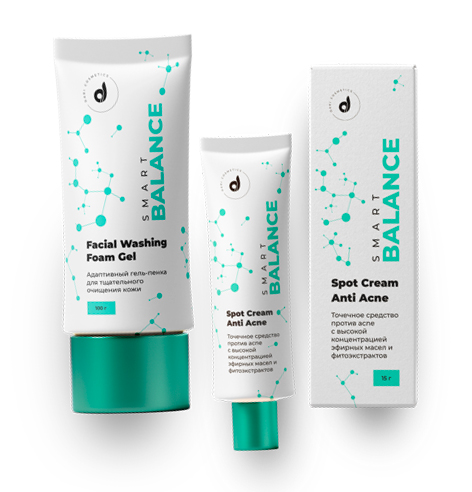 SMART
BALANCE
Facial Washing
Foam Gel
Адаптивный гель-пенка
для тщательного
очищения кожи
100 г
SMART
BALANCE
Spot Cream
Anti Acne
Точечное средство
против acne
с высокой
концентрацией
эфирных масел и
фитоэкстрактов
SMART
BALANCE
Spot Cream
Anti Acne
Точечное средство
против acne
с высокой
концентрацией
эфирных масел и
фитоэкстрактов
15 г